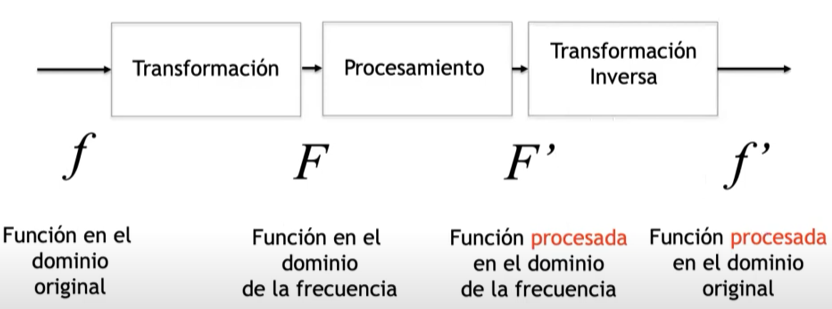 Transformación
Procesamiento
Transformación
Inversa
f
F
F’
f’
Función en el
dominio
original
Función en el
dominio
de la frecuencia
Función procesada
en el dominio
de la frecuencia
Función procesada
en el dominio
original